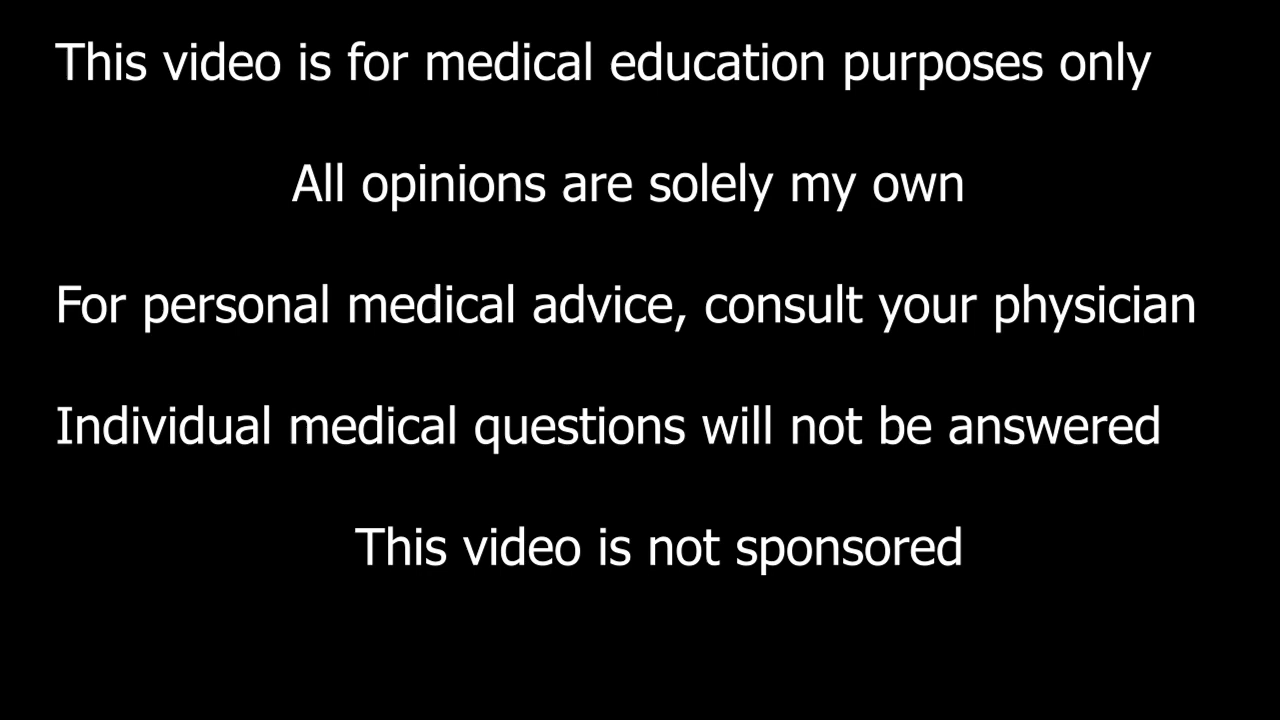 This video is for medical education purposes only
All opinions are solely my own
For personal medical advice, consult your physician
Individual medical questions will not be answered
This video is not sponsored